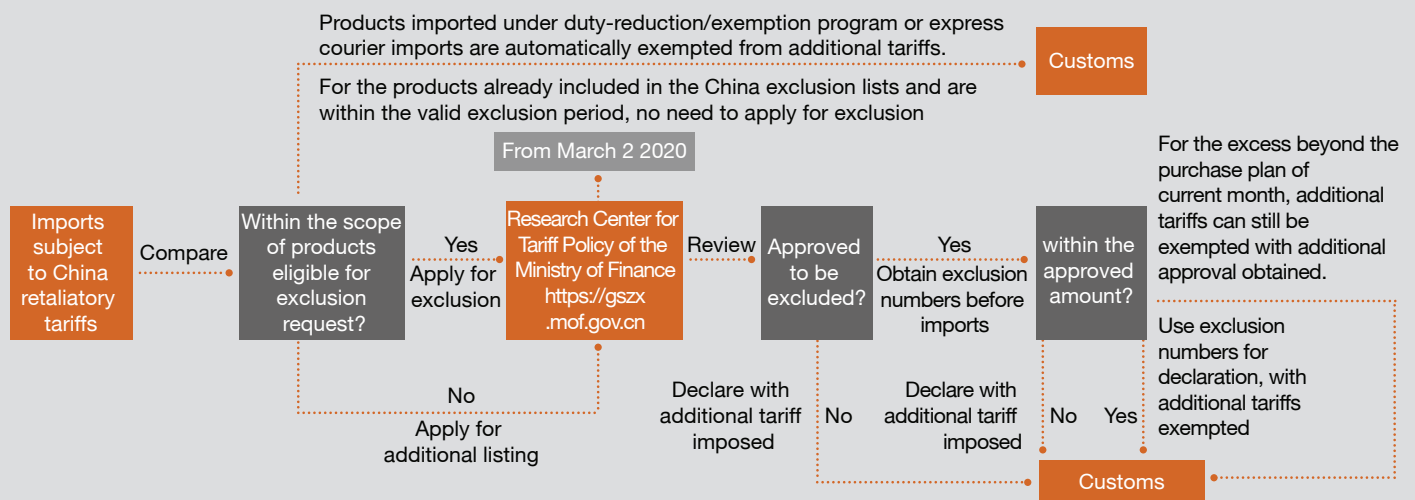 Products imported under duty-reduction/exemption program or express
courier imports are automatically exempted from additional tariffs.
Customs
For the products already included in the China exclusion lists and are
within the valid exclusion period, no need to apply for exclusion
From March 2 2020
For the excess beyond the
purchase plan of
current month, additional
tariffs can still be
exempted with additional
approval obtained.
Imports
subject
to China
retaliatory
tariffs
Compare
Within the scope
of products
eligible for
exclusion
request?
Yes
Apply for
exclusion
Research Center for
Tariff Policy of the
Ministry of Finance
https://gszx
.mof.gov.cn
Review
Approved
to be
excluded?
Yes
Obtain exclusion
numbers before
imports
within the
approved
amount?
Use exclusion
numbers for
declaration, with
additional tariffs
exempted
No
Apply for
additional listing
Declare with
additional tariff
imposed
No
Declare with
additional tariff
imposed
No
Yes
Customs